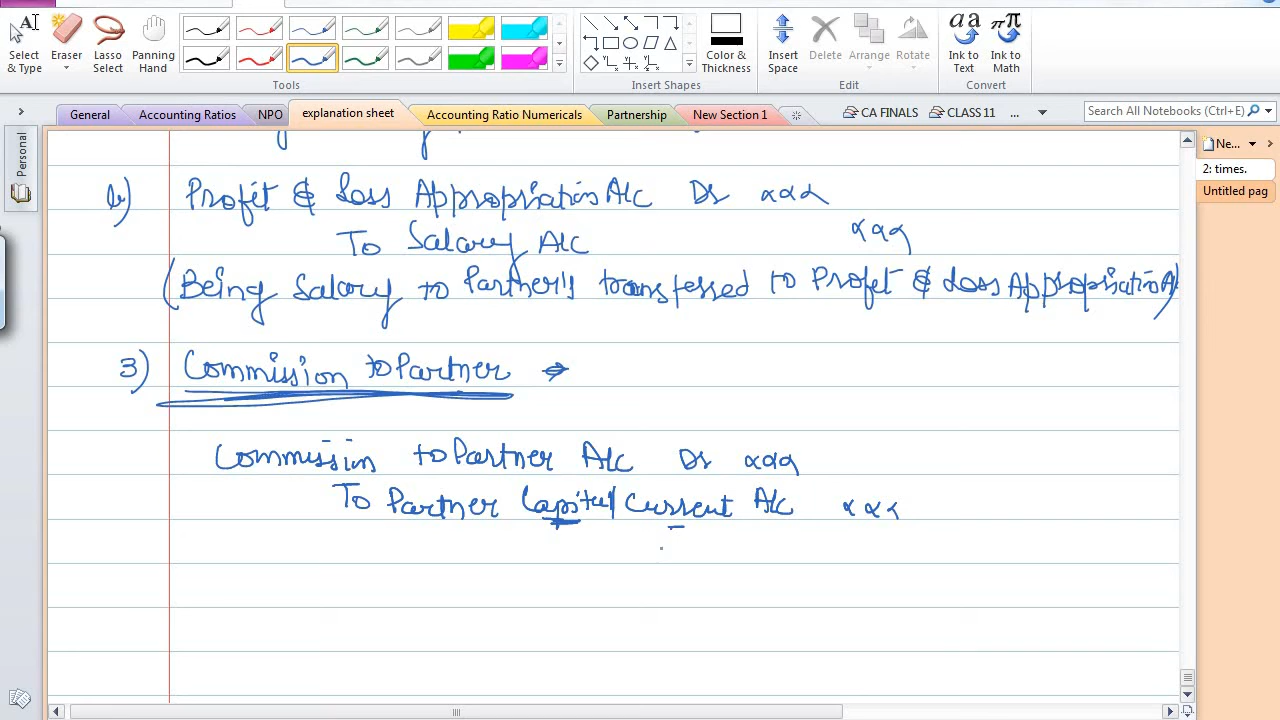 Select & Type
Eraser
Lasso Select
Panning Hand
Color & Thickness
Insert Space
Delete
Arrange
Rotate
Ink to Text
Ink to Math
Tools
Insert Shapes
Edit
Convert
General
Accounting Ratios
NPO
explanation sheet
Accounting Ratio Numericals
Partnership
New Section 1
CA FINALS
CLASS 11
...
Search All Notebooks (Ctrl+E)
Personal
Ne...
2: times.
Untitled pag
b) Profit & Loss Appropriation A/c Dr xxx
To Salary A/c xxx
(Being Salary to Partner's transferred to Profit & Loss Appropriation A)
3) Commission to Partner →
Commission to Partner A/c Dr xxx
To Partner Capital/Current A/c xxx